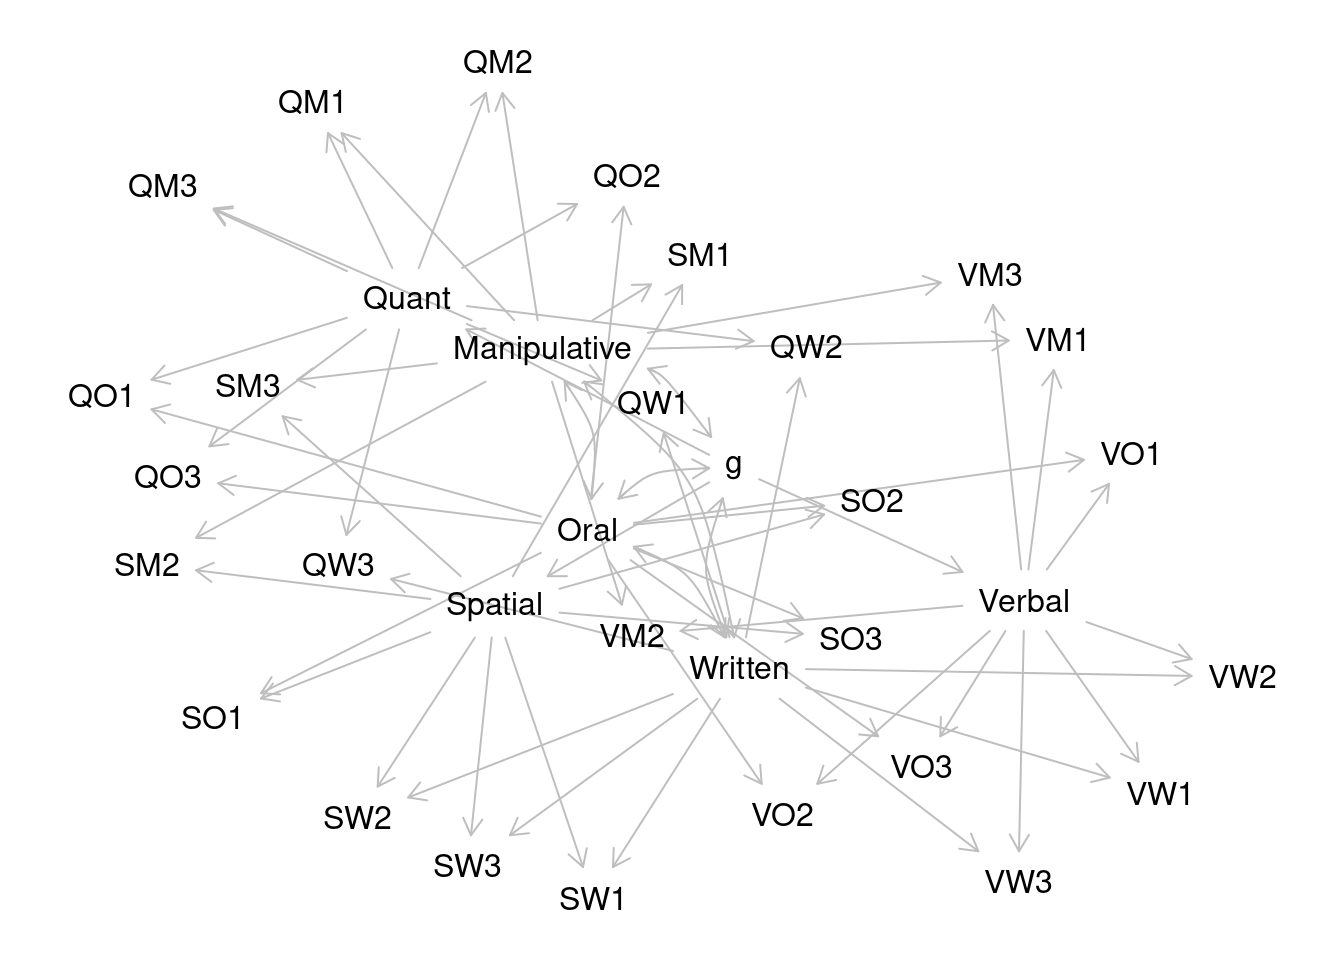 QM2
QM1
QO2
QM3
SM1
VM3
Quant
VM1
Manipulative
QW2
SM3
QO1
QW1
VO1
g
QO3
SO2
Oral
SM2
QW3
Verbal
Spatial
VM2
SO3
Written
VW2
SO1
VO3
VW1
VO2
SW2
SW3
VW3
SW1